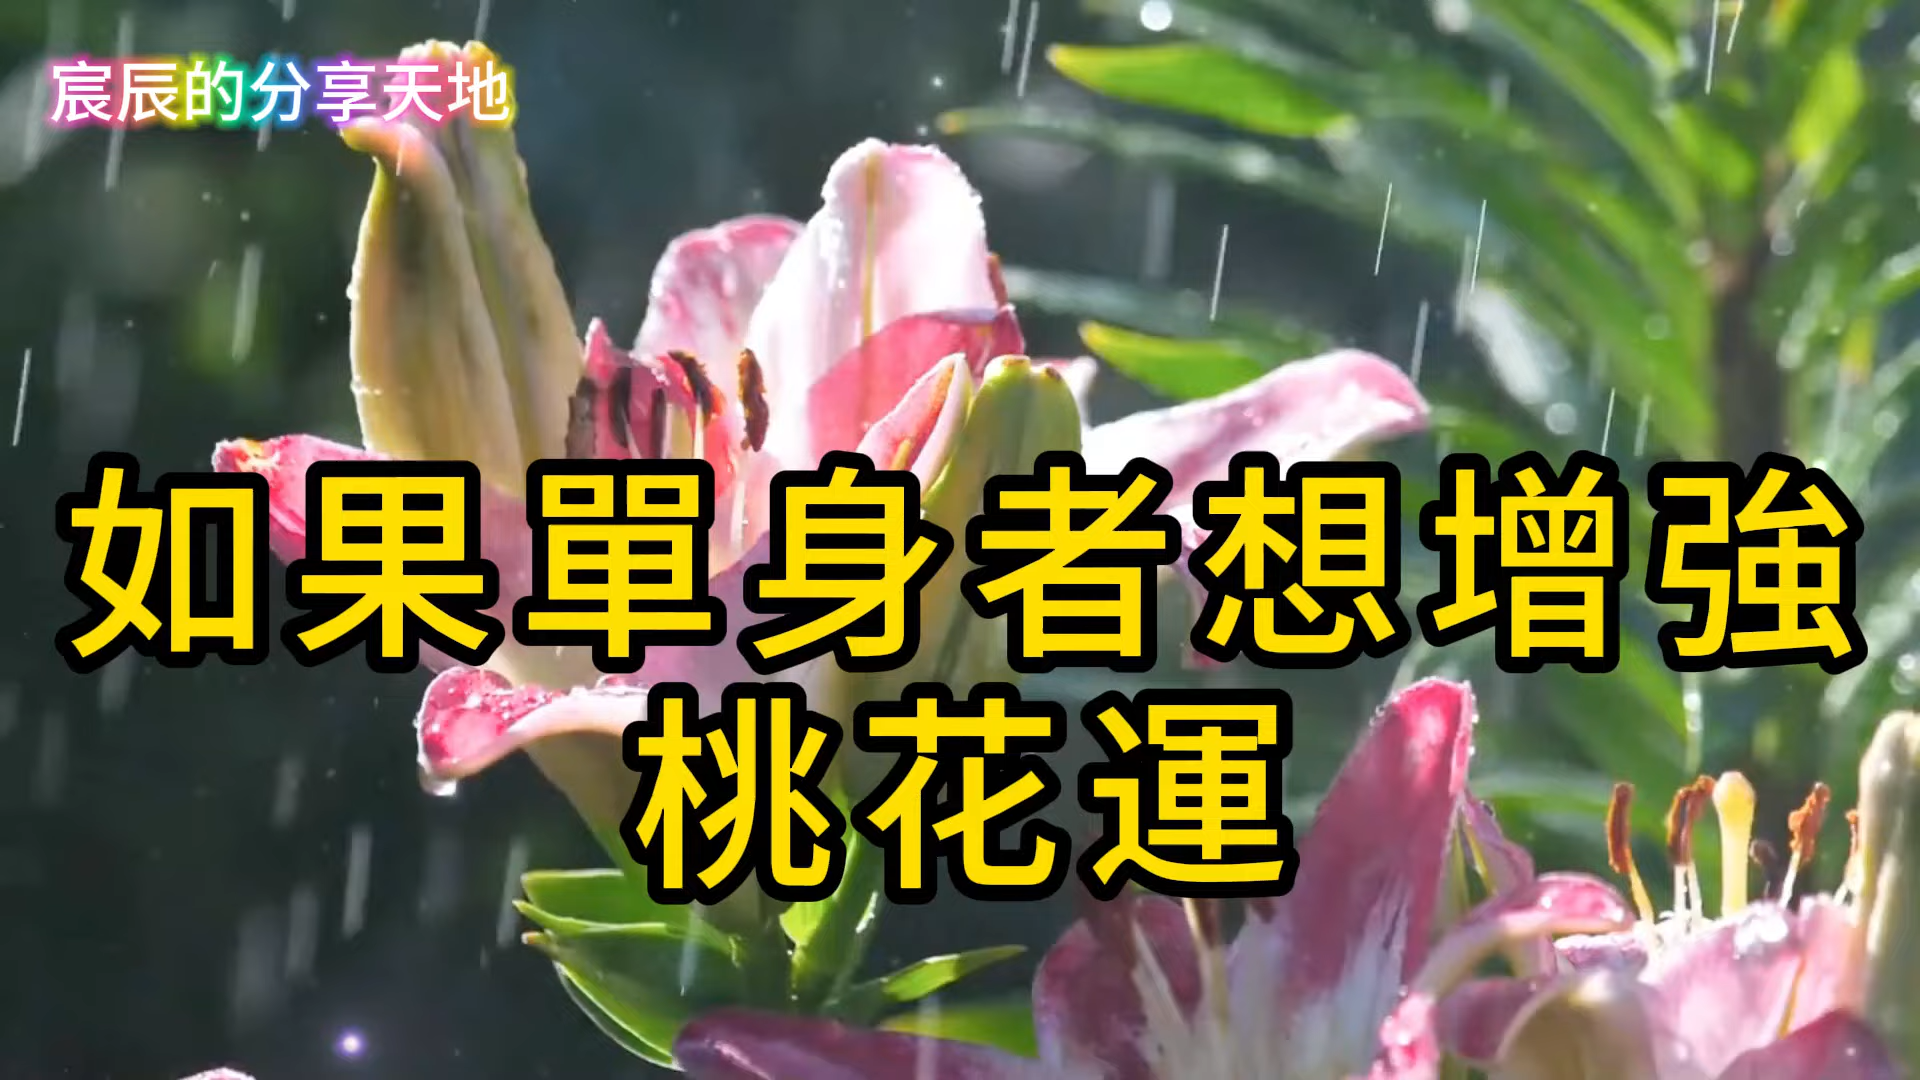 宸辰的分享天地
如果單身者想增強
桃花運